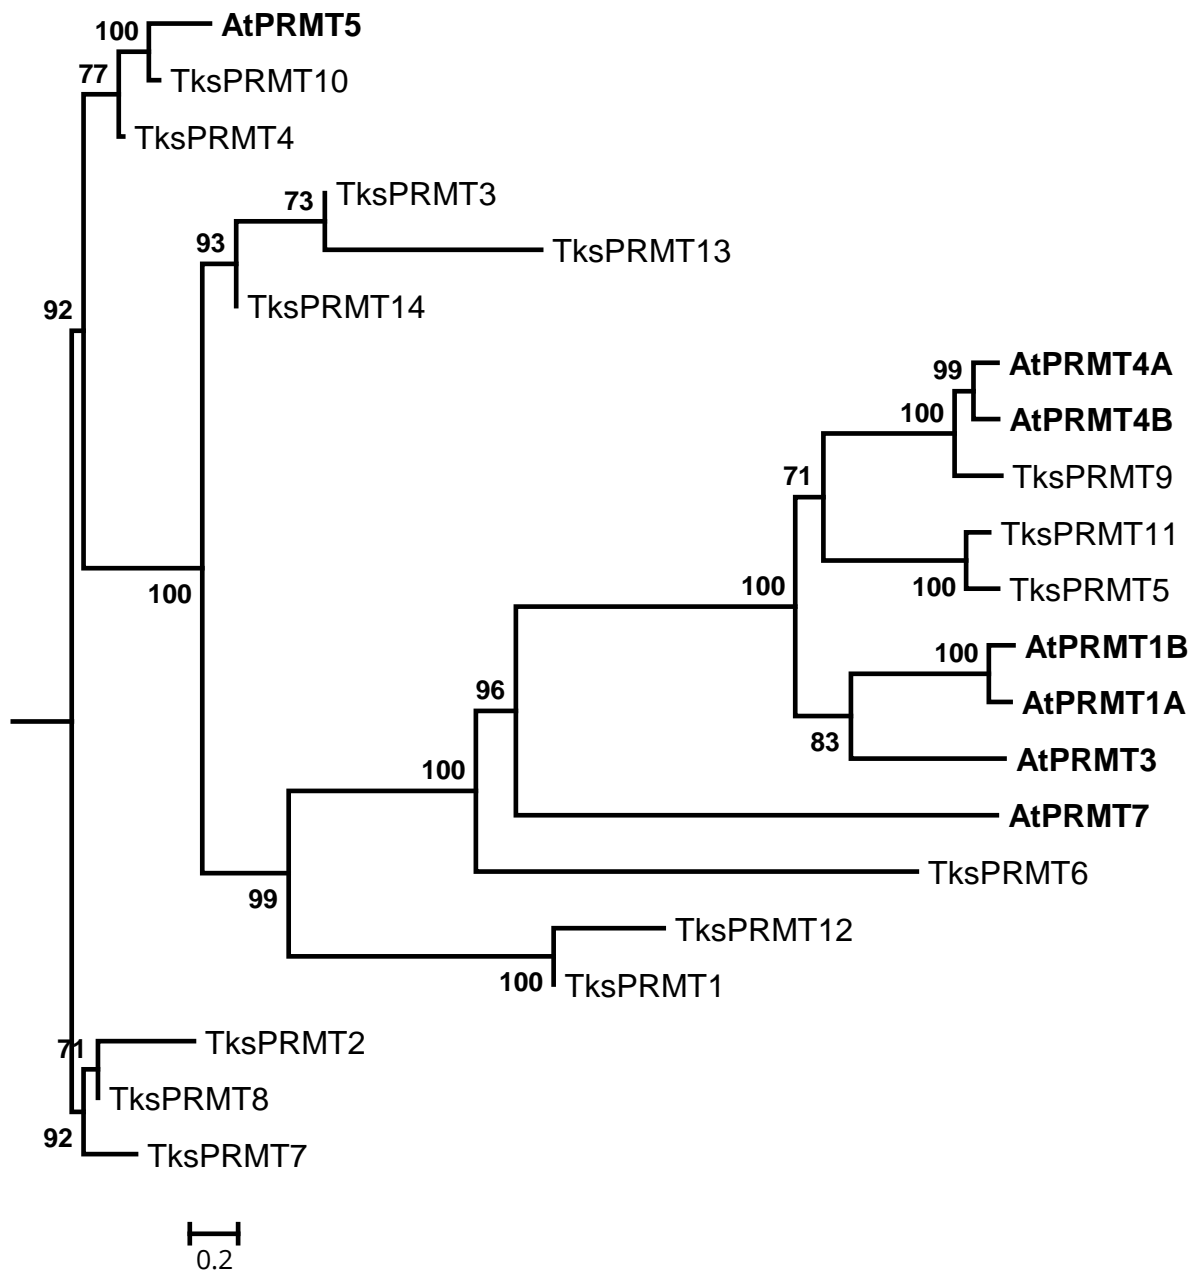 100
AtPRMT5
77
TksPRMT10
TksPRMT4
73
TksPRMT3
93
TksPRMT13
92
TksPRMT14
99
AtPRMT4A
100
AtPRMT4B
71
TksPRMT9
TksPRMT11
100
100
TksPRMT5
100
100
AtPRMT1B
96
AtPRMT1A
83
AtPRMT3
100
AtPRMT7
99
TksPRMT6
TksPRMT12
100
TksPRMT1
71
TksPRMT2
TksPRMT8
92
TksPRMT7
0.2